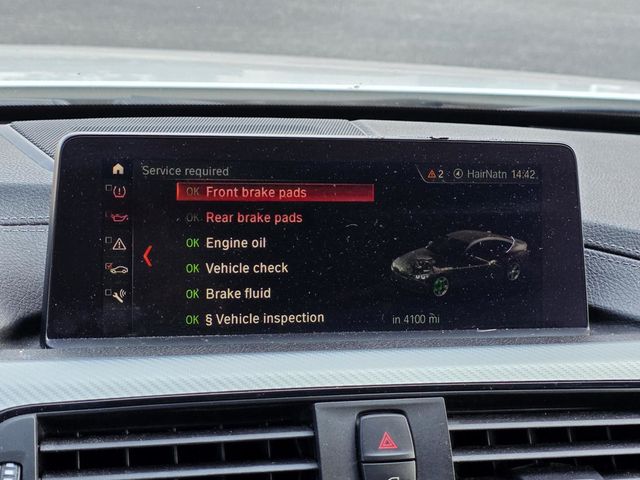 Service required
2 HairNatn 14:42
OK Front brake pads
OK Rear brake pads
OK Engine oil
OK Vehicle check
OK Brake fluid
OK § Vehicle inspection
in 4100 mi